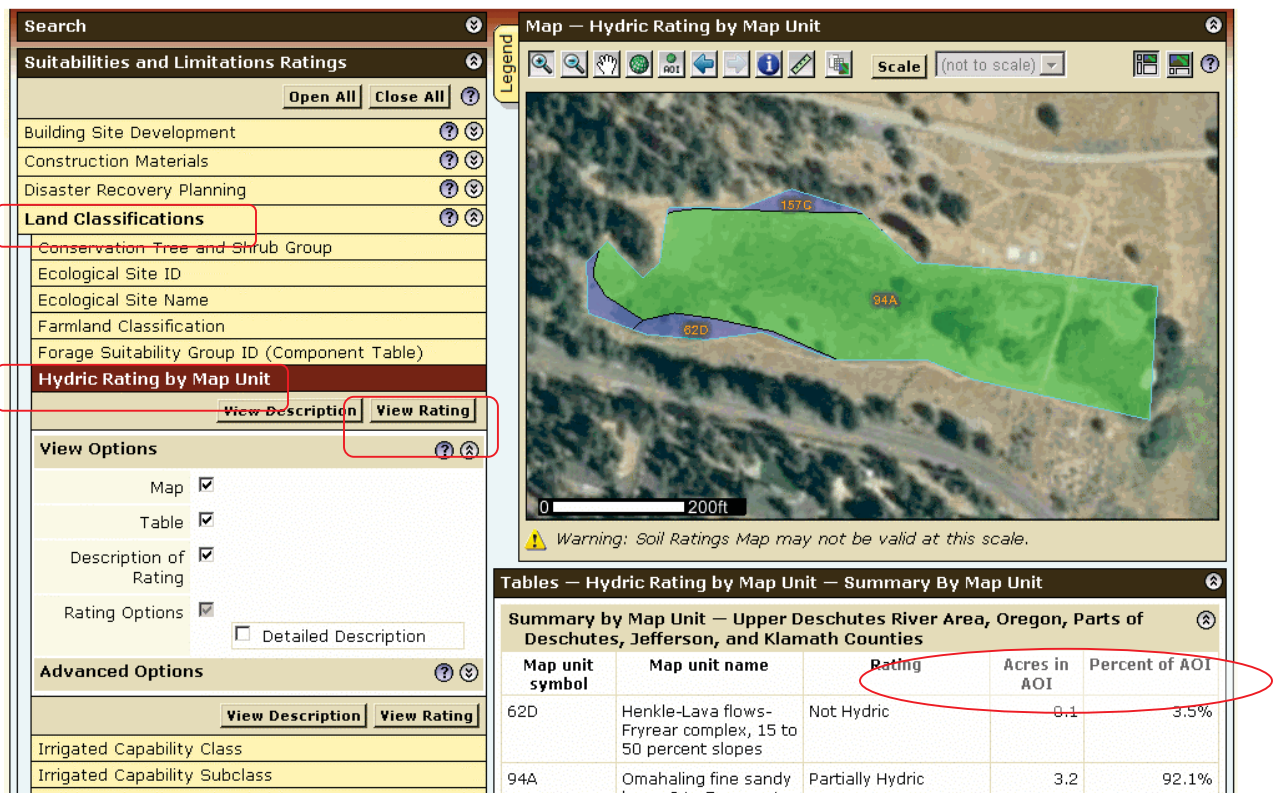 Search
Suitabilities and Limitations Ratings
Open All Close All
Building Site Development
Construction Materials
Disaster Recovery Planning
Land Classifications
Conservation Tree and Shrub Group
Ecological Site ID
Ecological Site Name
Farmland Classification
Forage Suitability Group ID (Component Table)
Hydric Rating by Map Unit
View Description View Rating
View Options
Map
Table
Description of
Rating
Rating Options
Detailed Description
Advanced Options
View Description View Rating
Irrigated Capability Class
Irrigated Capability Subclass
Legend
Map — Hydric Rating by Map Unit
AOI
Scale (not to scale)
157C
94A
62D
0 200ft
Warning: Soil Ratings Map may not be valid at this scale.
Tables — Hydric Rating by Map Unit — Summary By Map Unit
Summary by Map Unit — Upper Deschutes River Area, Oregon, Parts of
Deschutes, Jefferson, and Klamath Counties
Map unit symbol Map unit name Rating Acres in AOI Percent of AOI
62D Henkle-Lava flows- Not Hydric 0.1 3.5%
Fryrear complex, 15 to
50 percent slopes
94A Omahaling fine sandy Partially Hydric 3.2 92.1%